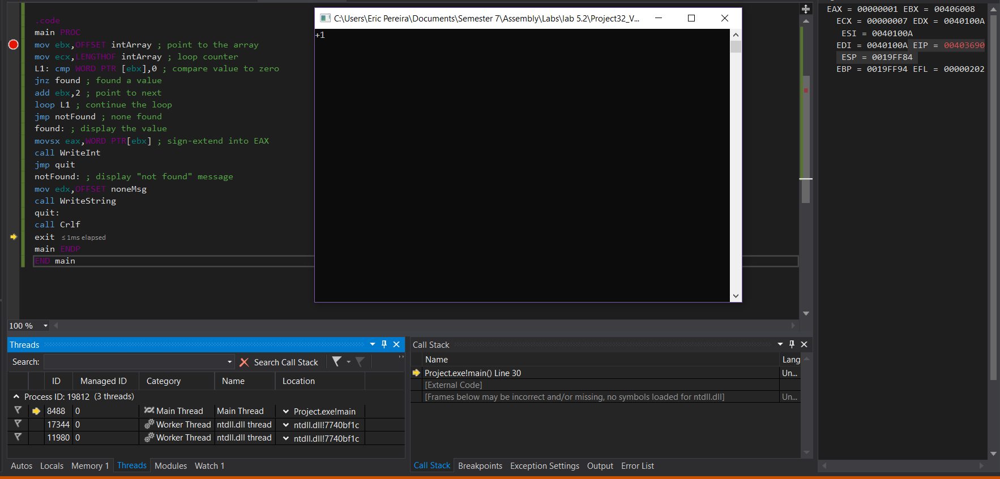 .code
main PROC
mov ebx,OFFSET intArray ; point to the array
mov ecx,LENGTHOF intArray ; loop counter
L1: cmp WORD PTR [ebx],0 ; compare value to zero
jnz found ; found a value
add ebx,2 ; point to next
loop L1 ; continue the loop
jmp notFound ; none found
found: ; display the value
movsx eax,WORD PTR[ebx] ; sign-extend into EAX
call WriteInt
jmp quit
notFound: ; display "not found" message
mov edx,OFFSET noneMsg
call WriteString
quit:
call Crlf
exit ≤ 1ms elapsed
main ENDP
END main
100 %
C:\Users\Eric Pereira\Documents\Semester 7\Assembly\Labs\lab 5.2\Project32_V...
+1
EAX = 00000001 EBX = 00406008
ECX = 00000007 EDX = 0040100A
ESI = 0040100A
EDI = 0040100A EIP = 00403690
ESP = 0019FF84
EBP = 0019FF94 EFL = 00000202
Threads
Search: Search Call Stack
ID Managed ID Category Name Location
Process ID: 19812 (3 threads)
8488 0 Main Thread Main Thread Project.exe!main
17344 0 Worker Thread ntdll.dll thread ntdll.dll!7740bf1c
11980 0 Worker Thread ntdll.dll thread ntdll.dll!7740bf1c
Autos Locals Memory 1 Threads Modules Watch 1
Call Stack
Name Lang
Project.exe!main() Line 30 Un...
[External Code]
[Frames below may be incorrect and/or missing, no symbols loaded for ntdll.dll] Un...
Call Stack Breakpoints Exception Settings Output Error List